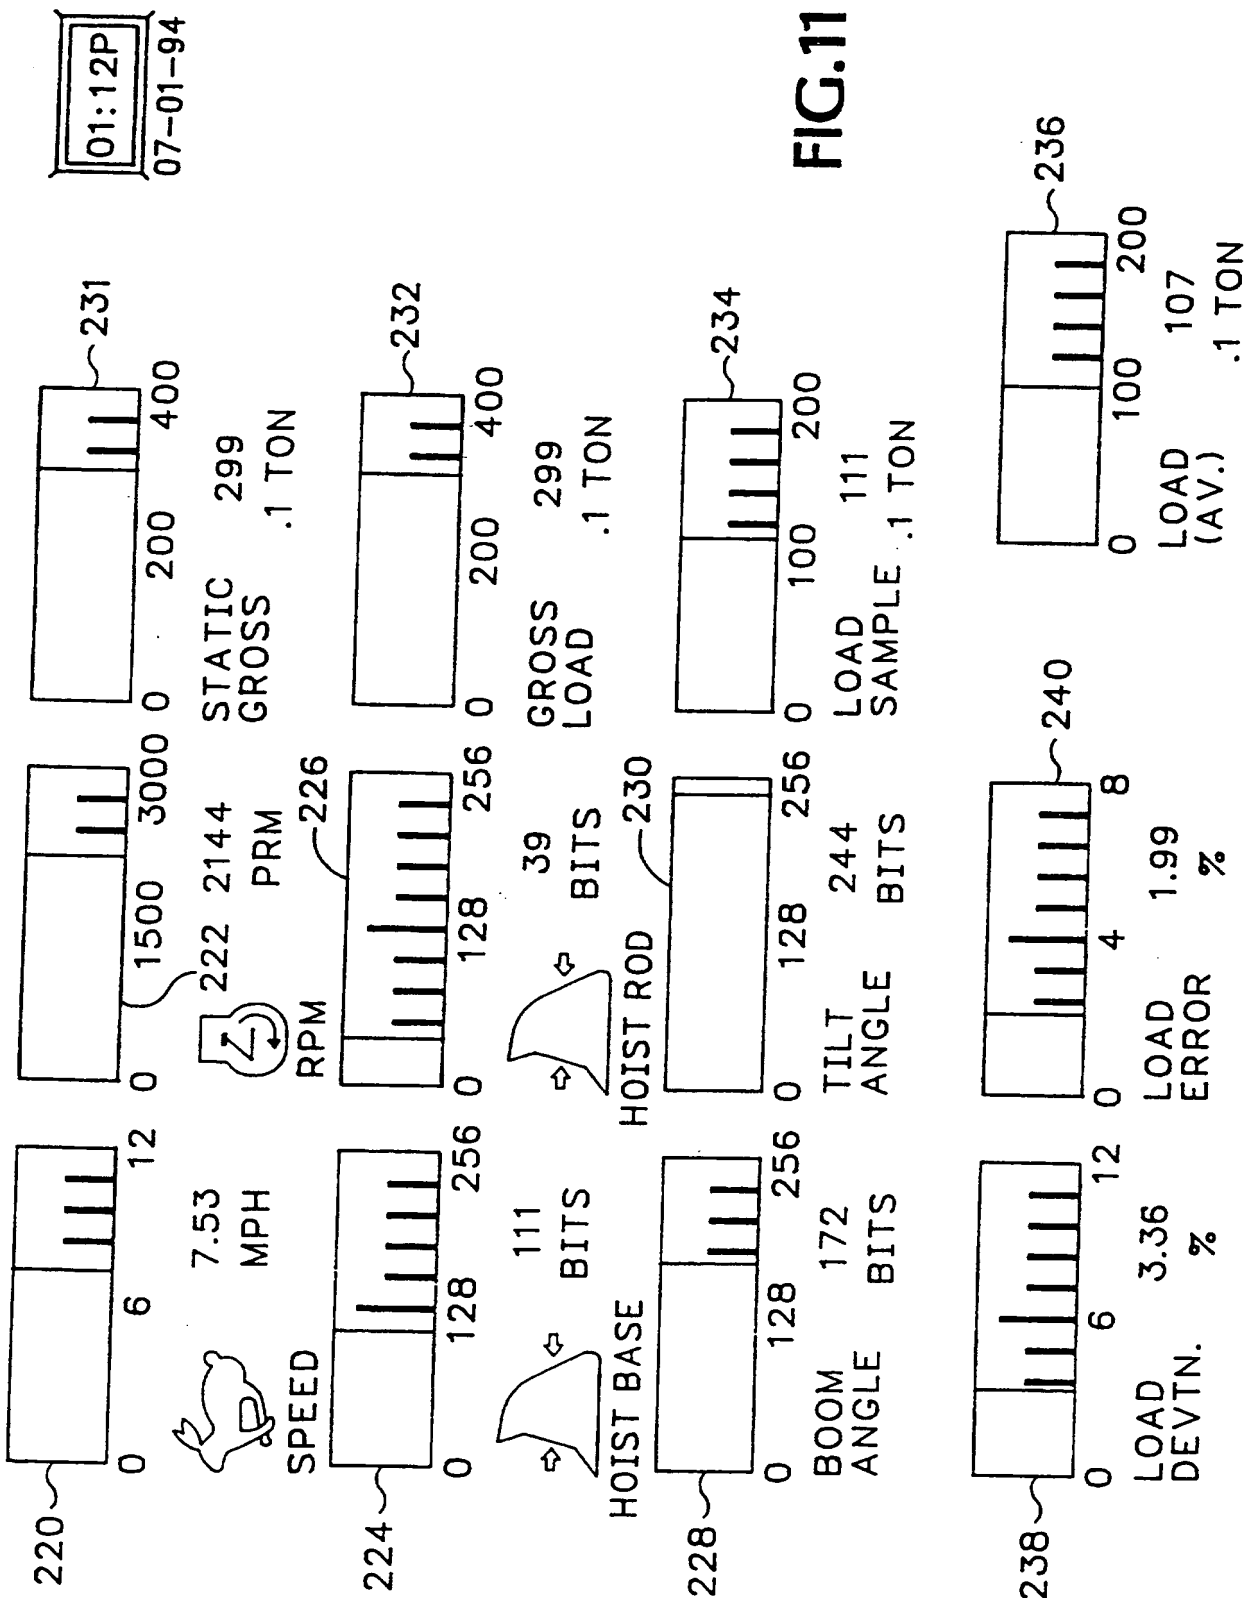 01:12P
07-01-94
220
0 6 12
SPEED
7.53
MPH
0 1500 3000
222
RPM
2144
PRM
231
0 200 400
STATIC
GROSS
299
.1 TON
224
0 128 256
HOIST BASE
111
BITS
226
0 128 256
HOIST ROD
39
BITS
232
0 200 400
GROSS
LOAD
299
.1 TON
228
0 128 256
BOOM
ANGLE
172
BITS
230
0 128 256
TILT
ANGLE
244
BITS
234
0 100 200
LOAD
SAMPLE
111
.1 TON
238
0 6 12
LOAD
DEVTN.
3.36
%
240
0 4 8
LOAD
ERROR
1.99
%
236
0 100 200
LOAD
(AV.)
107
.1 TON
FIG.11